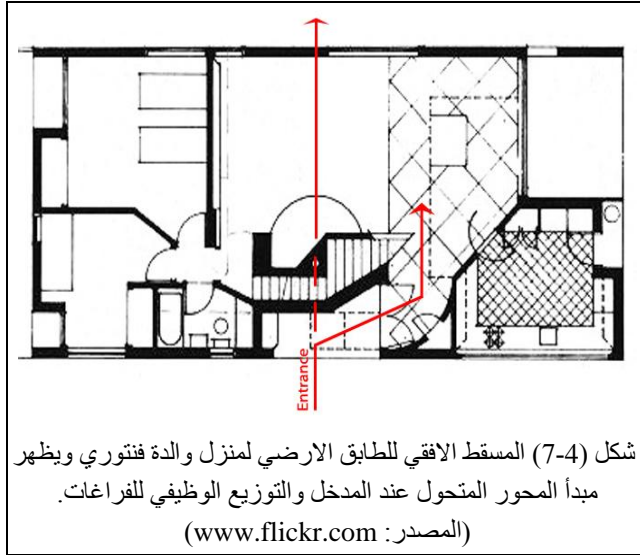 Entrance
شكل (4-7) المسقط الافقي للطابق الارضي لمنزل والدة فنتوري ويظهر
مبدأ المحور المتحول عند المدخل والتوزيع الوظيفي للفراغات.
(المصدر: www.flickr.com)